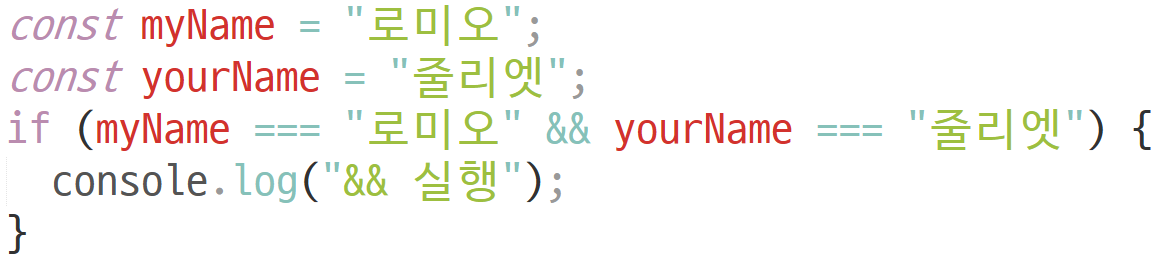 const myName = "로미오";
const yourName = "줄리엣";
if (myName === "로미오" && yourName === "줄리엣") {
  console.log("&& 실행");
}